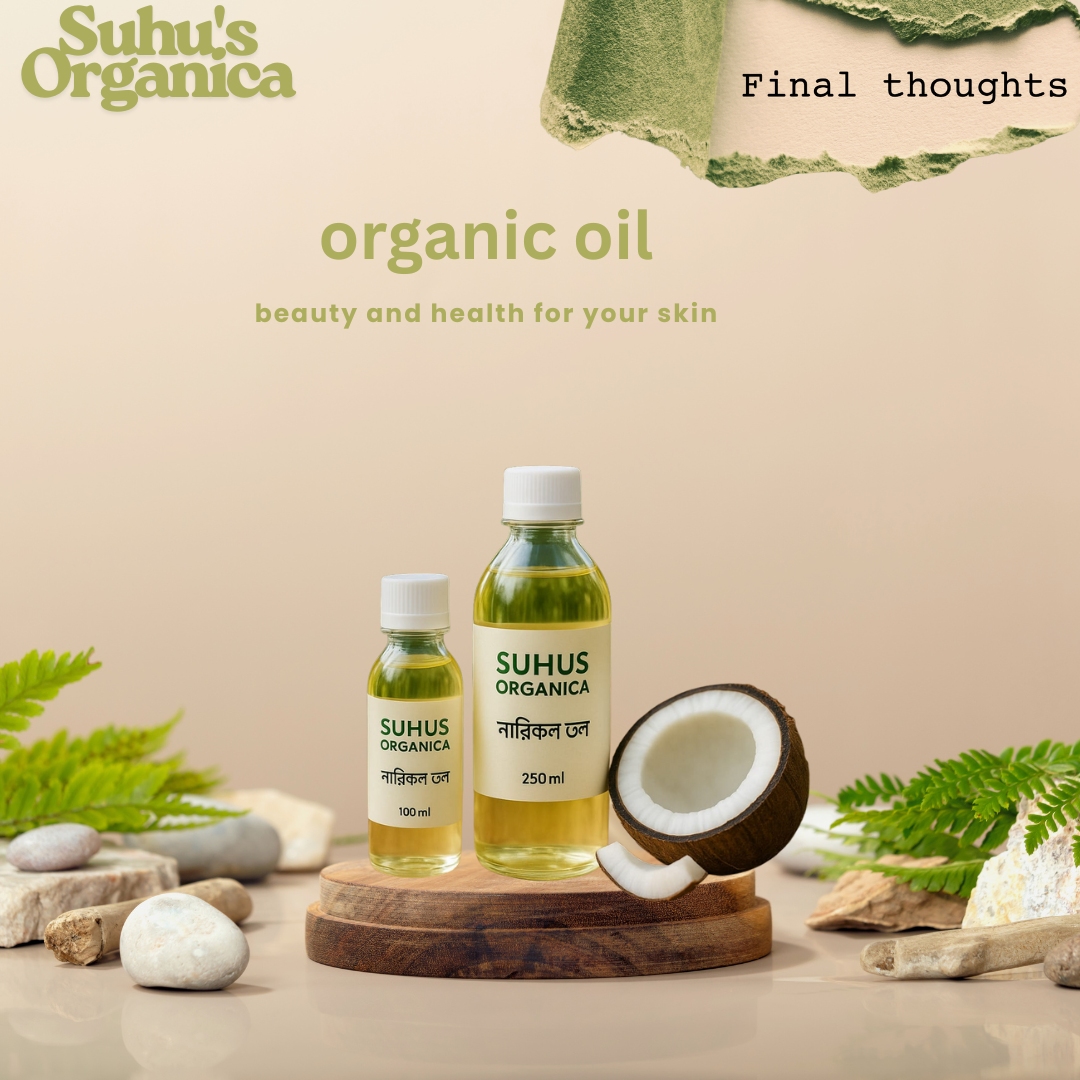 Suhu's
Organica
Final thoughts
organic oil
beauty and health for your skin
SUHUS
ORGANICA
নারিকল তল
100 ml
SUHUS
ORGANICA
নারিকল তল
250 ml